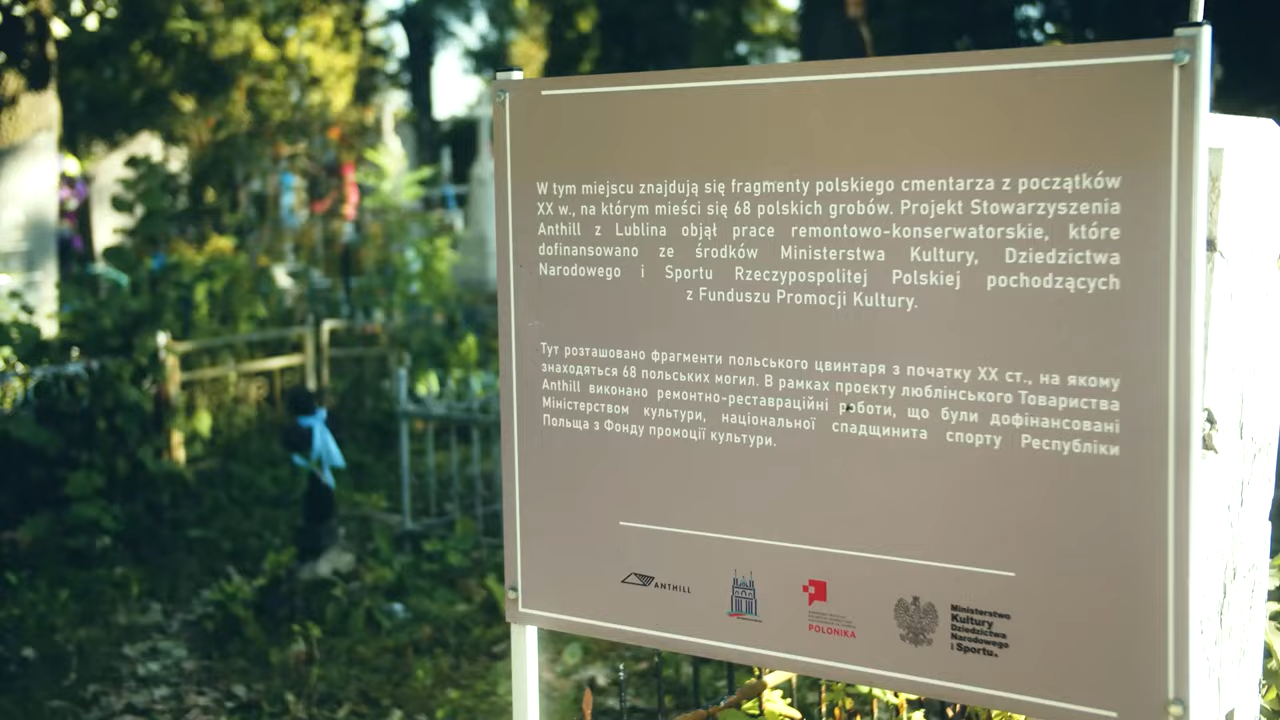 W tym miejscu znajdują się fragmenty polskiego cmentarza z początków
XX w., na którym mieści się 68 polskich grobów. Projekt Stowarzyszenia
Anthill z Lublina objął prace remontowo-konserwatorskie, które
dofinansowano ze środków Ministerstwa Kultury, Dziedzictwa
Narodowego i Sportu Rzeczypospolitej Polskiej pochodzących
z Funduszu Promocji Kultury.
Тут розташовано фрагменти польського цвинтаря з початку XX ст., на якому
знаходяться 68 польських могил. В рамках проєкту люблінського Товариства
Anthill виконано ремонтно-реставраційні роботи, що були дофінансовані
Міністерством культури, національної спадщинита спорту Республіки
Польща з Фонду промоції культури.
ANTHILL
POLONIKA
Ministerstwo
Kultury
Dziedzictwa
Narodowego
i Sportu.